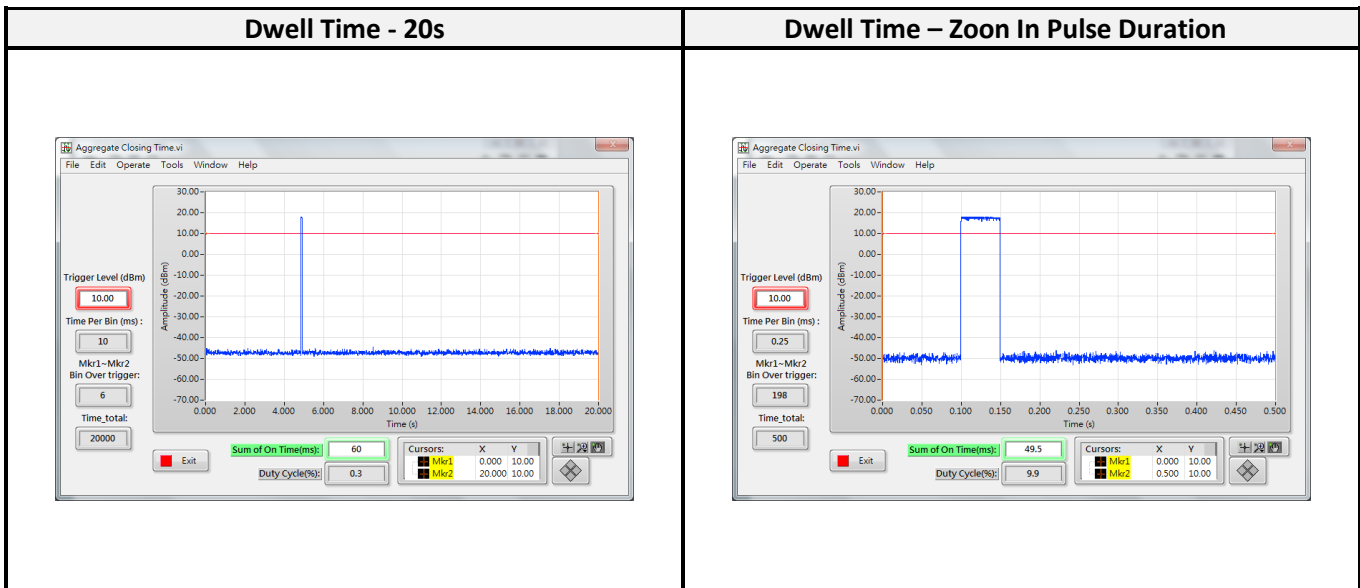 Dwell Time - 20s
Dwell Time – Zoon In Pulse Duration
Aggregate Closing Time.vi
File Edit Operate Tools Window Help
30.00
20.00
10.00
0.00
-10.00
-20.00
-30.00
-40.00
-50.00
-60.00
-70.00
Amplitude (dBm)
0.000 2.000 4.000 6.000 8.000 10.000 12.000 14.000 16.000 18.000 20.000
Time (s)
Trigger Level (dBm)
10.00
Time Per Bin (ms) :
10
Mkr1~Mkr2
Bin Over trigger:
6
Time_total:
20000
Exit
Sum of On Time(ms): 60
Duty Cycle(%): 0.3
Cursors: X Y
Mkr1 0.000 10.00
Mkr2 20.000 10.00
Aggregate Closing Time.vi
File Edit Operate Tools Window Help
30.00
20.00
10.00
0.00
-10.00
-20.00
-30.00
-40.00
-50.00
-60.00
-70.00
Amplitude (dBm)
0.000 0.050 0.100 0.150 0.200 0.250 0.300 0.350 0.400 0.450 0.500
Time (s)
Trigger Level (dBm)
10.00
Time Per Bin (ms) :
0.25
Mkr1~Mkr2
Bin Over trigger:
198
Time_total:
500
Exit
Sum of On Time(ms): 49.5
Duty Cycle(%): 9.9
Cursors: X Y
Mkr1 0.000 10.00
Mkr2 0.500 10.00